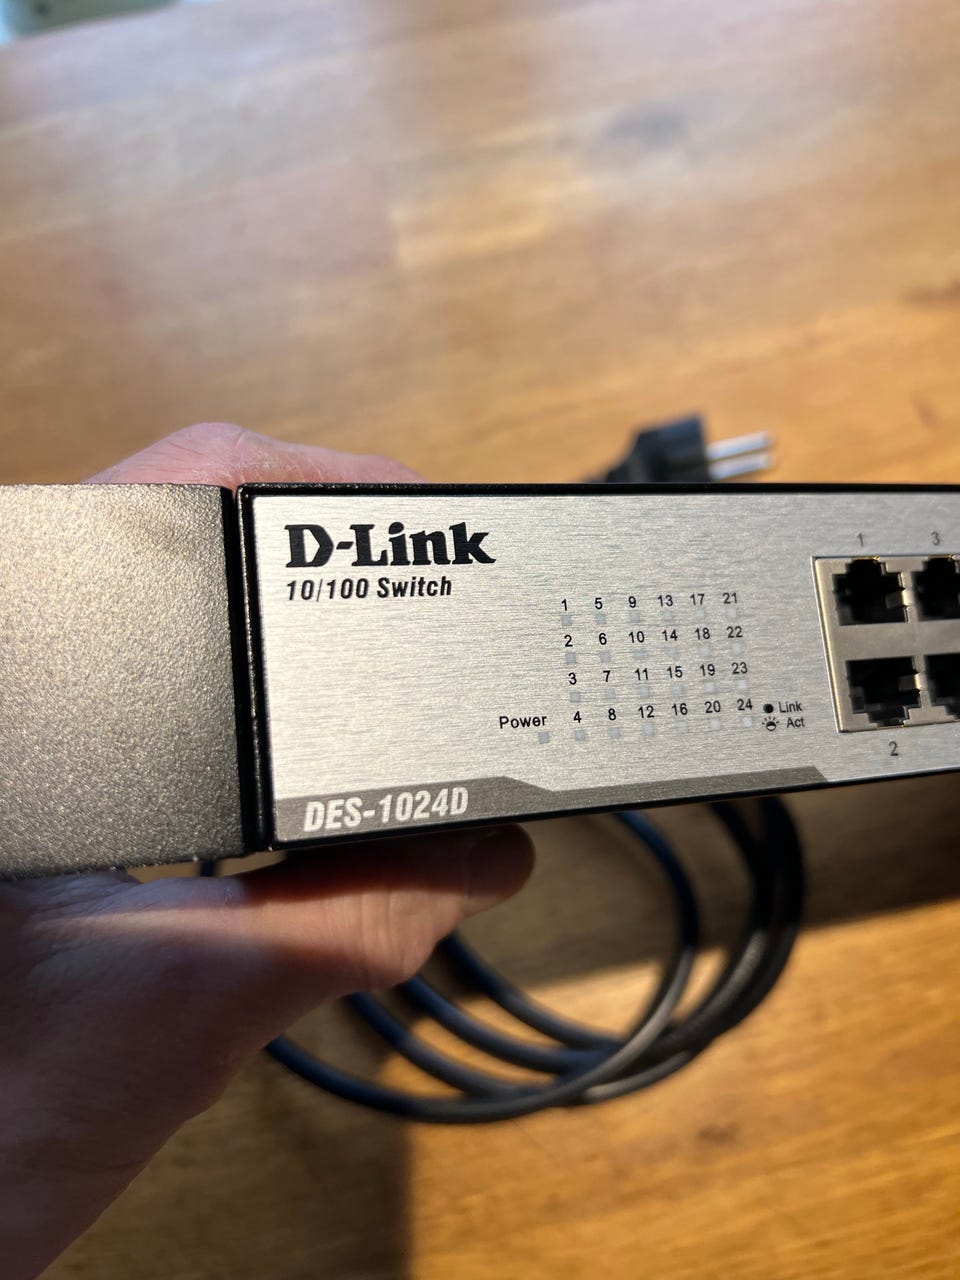 D-Link
10/100 Switch
1 5 9 13 17 21
2 6 10 14 18 22
3 7 11 15 19 23
Power 4 8 12 16 20 24
Link
Act
DES-1024D
1 3
2